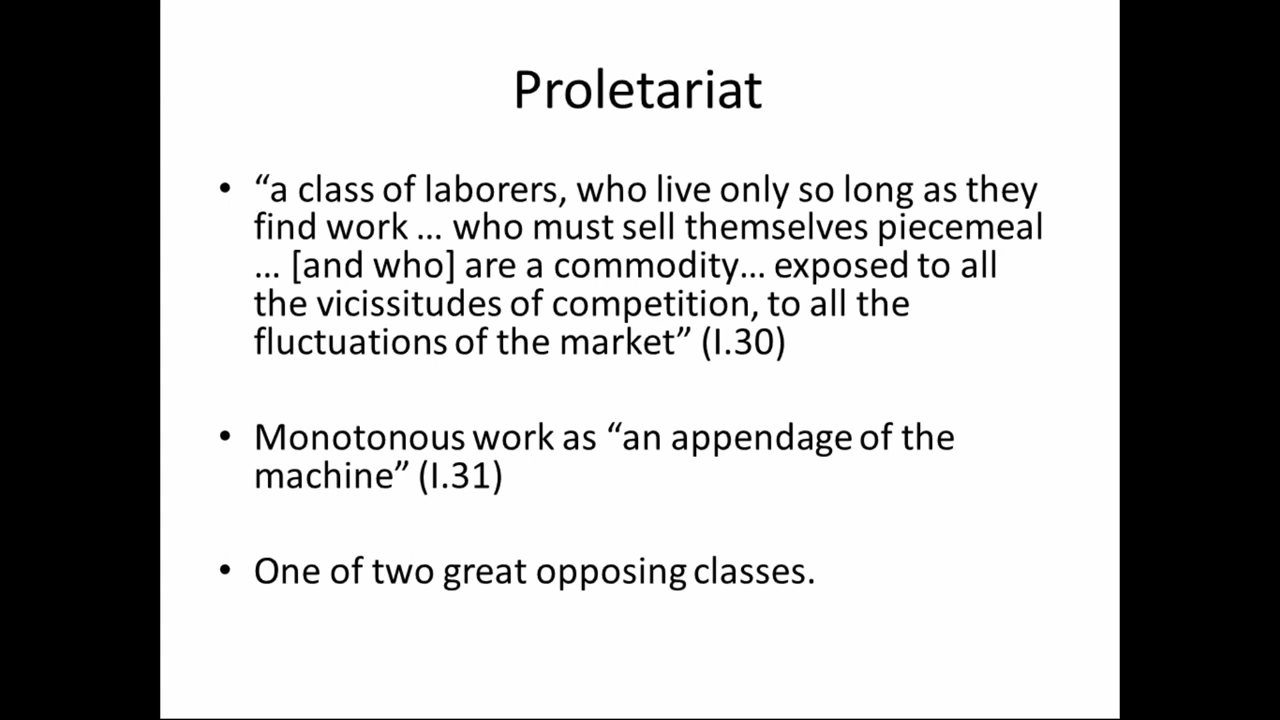 Proletariat
• “a class of laborers, who live only so long as they
find work … who must sell themselves piecemeal
… [and who] are a commodity… exposed to all
the vicissitudes of competition, to all the
fluctuations of the market” (I.30)
• Monotonous work as “an appendage of the
machine” (I.31)
• One of two great opposing classes.